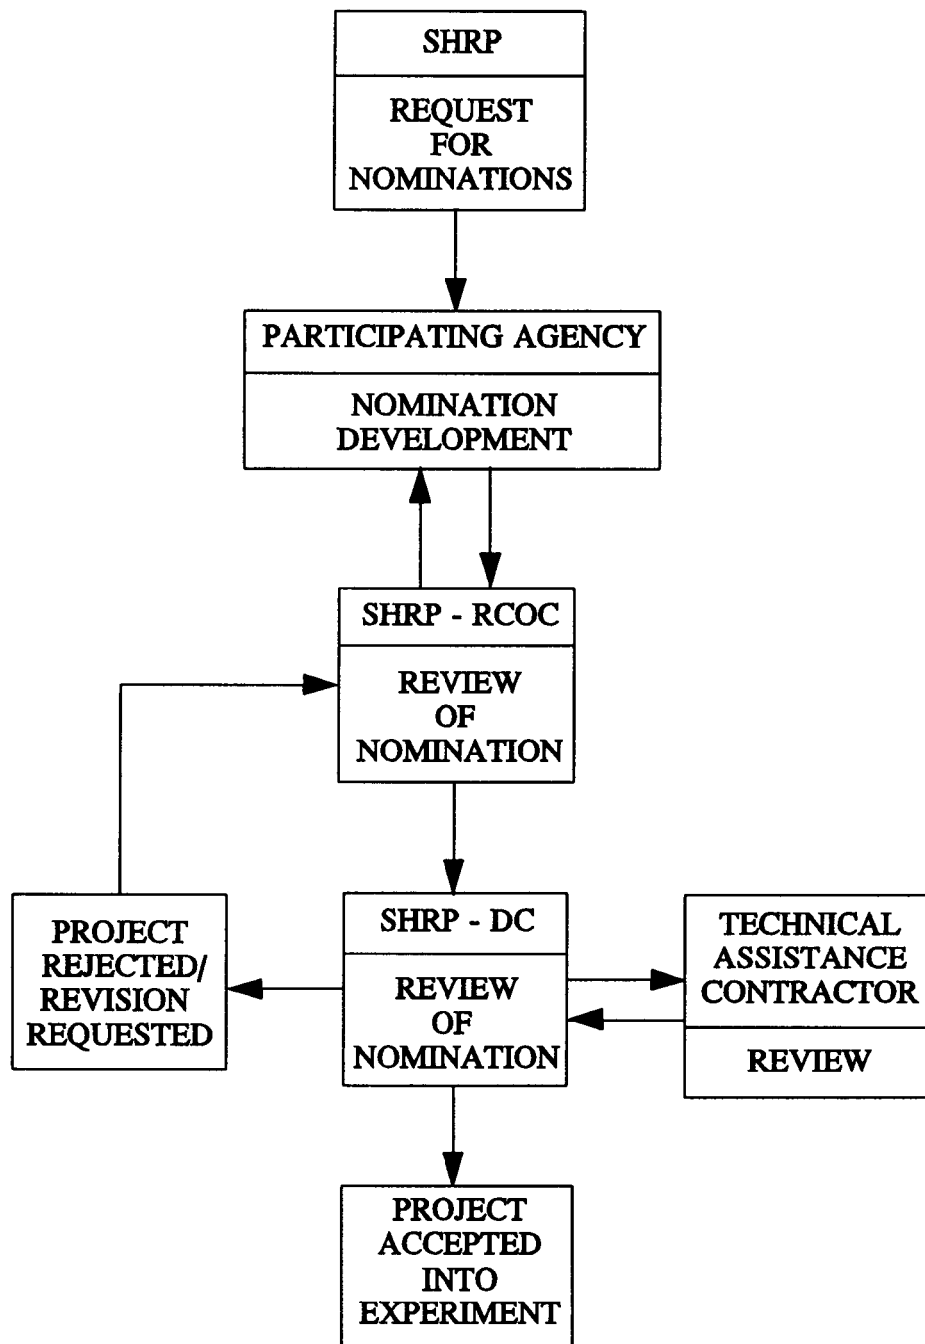 SHRP
REQUEST
FOR
NOMINATIONS
PARTICIPATING AGENCY
NOMINATION
DEVELOPMENT
SHRP - RCOC
REVIEW
OF
NOMINATION
PROJECT
REJECTED/
REVISION
REQUESTED
SHRP - DC
REVIEW
OF
NOMINATION
TECHNICAL
ASSISTANCE
CONTRACTOR
REVIEW
PROJECT
ACCEPTED
INTO
EXPERIMENT